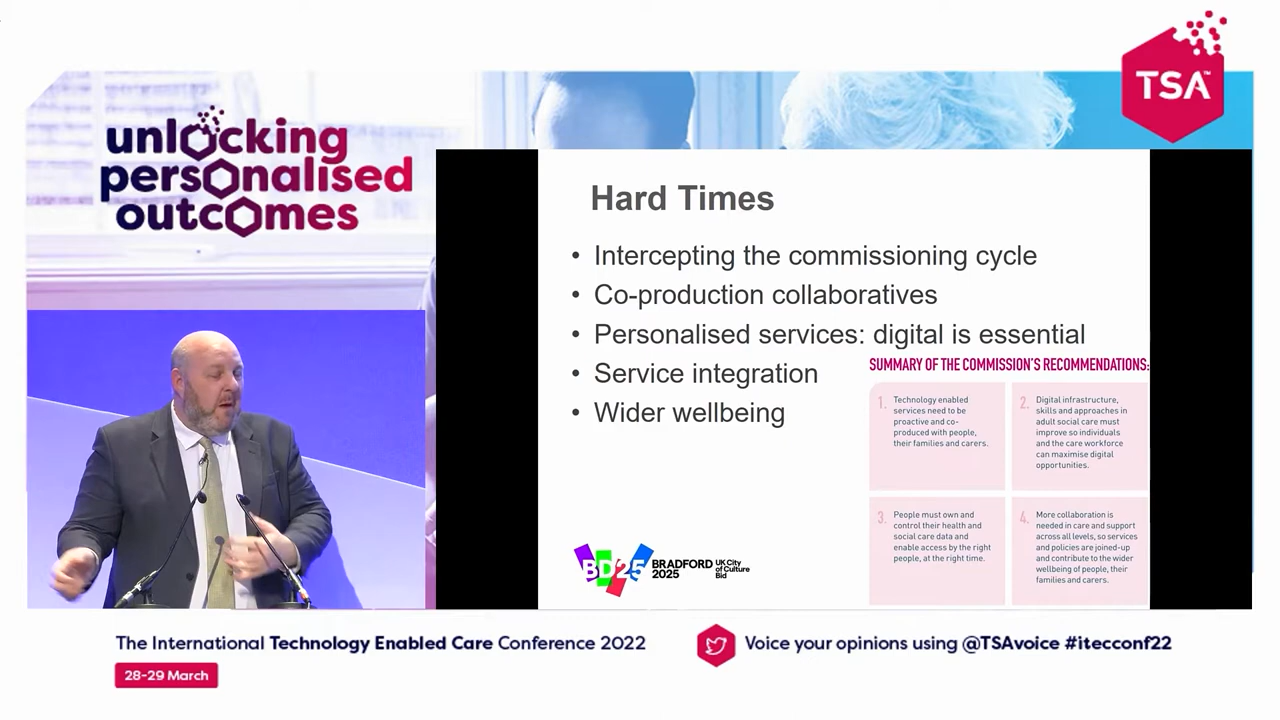 TSA™
unlocking
personalised
outcomes
Hard Times
• Intercepting the commissioning cycle
• Co-production collaboratives
• Personalised services: digital is essential
• Service integration
• Wider wellbeing
SUMMARY OF THE COMMISSION'S RECOMMENDATIONS:
1. Technology enabled
services need to be
proactive and co-
produced with people,
their families and carers.
2. Digital infrastructure,
skills and approaches in
adult social care must
improve so individuals
and the care workforce
can maximise digital
opportunities.
3. People must own and
control their health and
social care data and
enable access by the right
people, at the right time.
4. More collaboration is
needed in care and support
across all levels, so services
and policies are joined-up
and contribute to the wider
wellbeing of people, their
families and carers.
BD25
BRADFORD
2025
UK City
of Culture
Bid
The International Technology Enabled Care Conference 2022
28-29 March
Voice your opinions using @TSAvoice #itecconf22